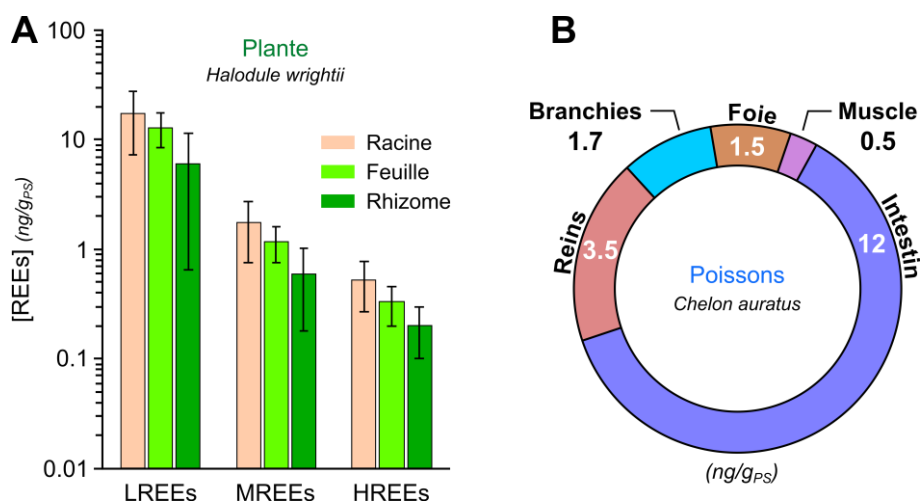 A
Plante
Halodule wrightii
[REEs] (ng/gPS)
100
10
1
0.1
0.01
Racine
Feuille
Rhizome
LREEs
MREEs
HREEs
B
Branchies
1.7
Foie
1.5
Muscle
0.5
Reins
3.5
Intestin
12
Poissons
Chelon auratus
(ng/gPS)